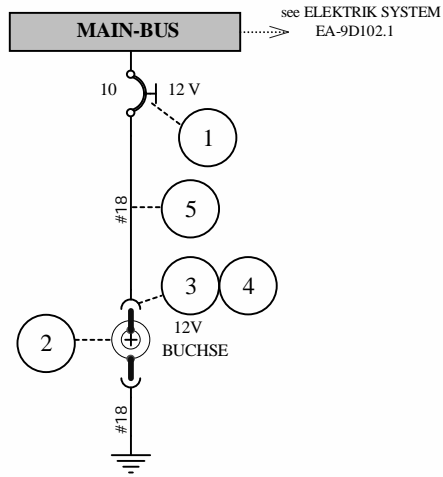 see ELEKTRIK SYSTEM
EA-9D102.1
MAIN-BUS
10
12 V
1
#18
5
3
4
12V
BUCHSE
2
#18